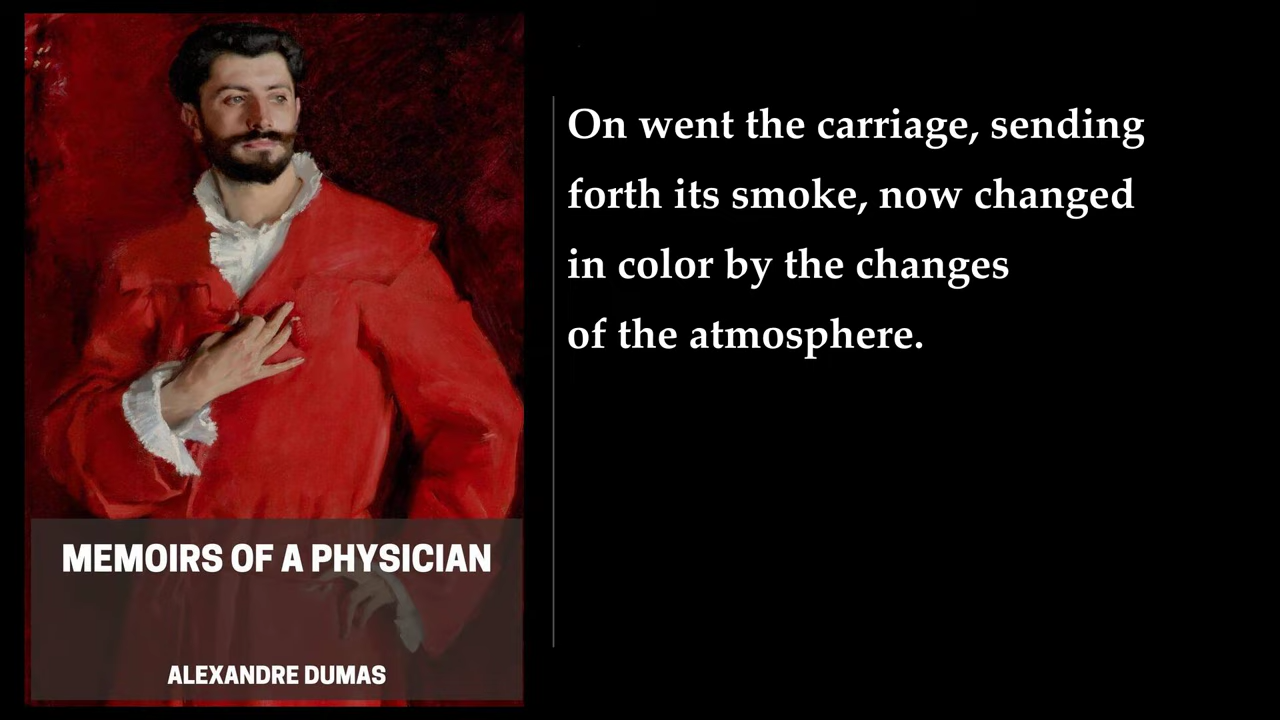 On went the carriage, sending
forth its smoke, now changed
in color by the changes
of the atmosphere.
MEMOIRS OF A PHYSICIAN
ALEXANDRE DUMAS